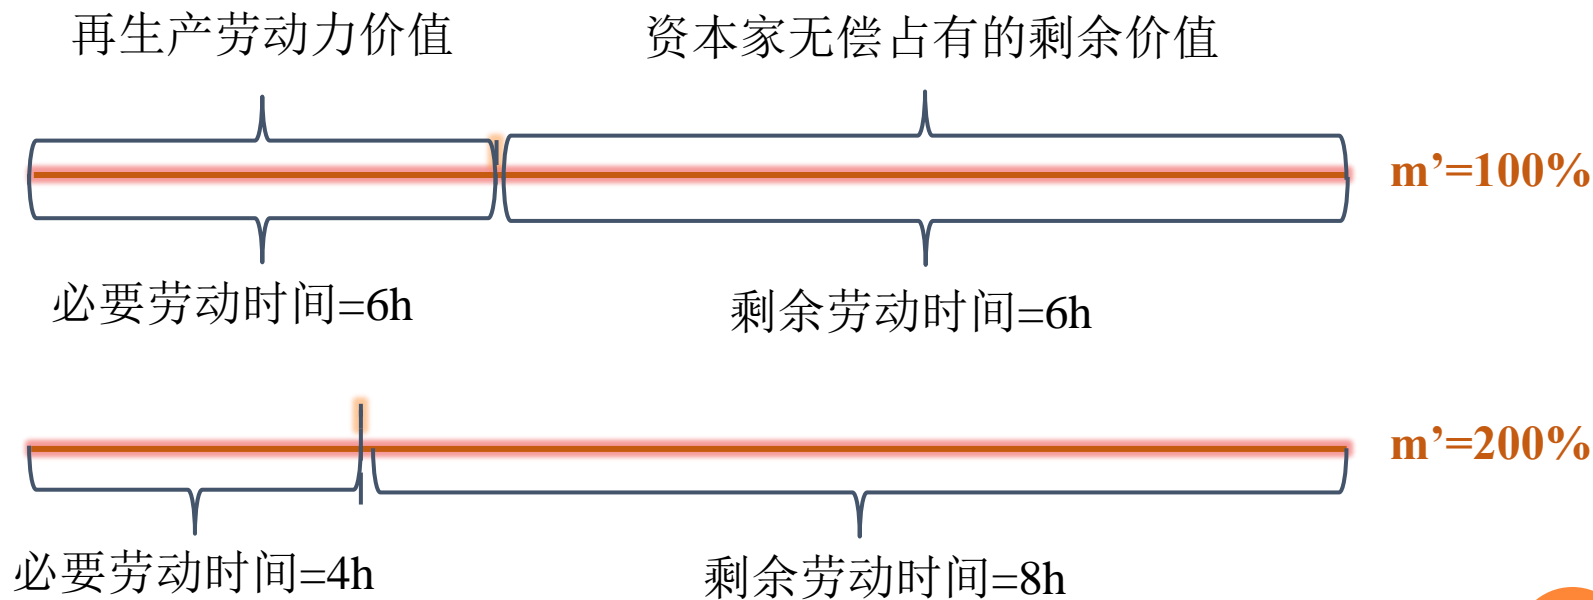 再生产劳动力价值
资本家无偿占有的剩余价值
m’=100%
必要劳动时间=6h
剩余劳动时间=6h
m’=200%
必要劳动时间=4h
剩余劳动时间=8h